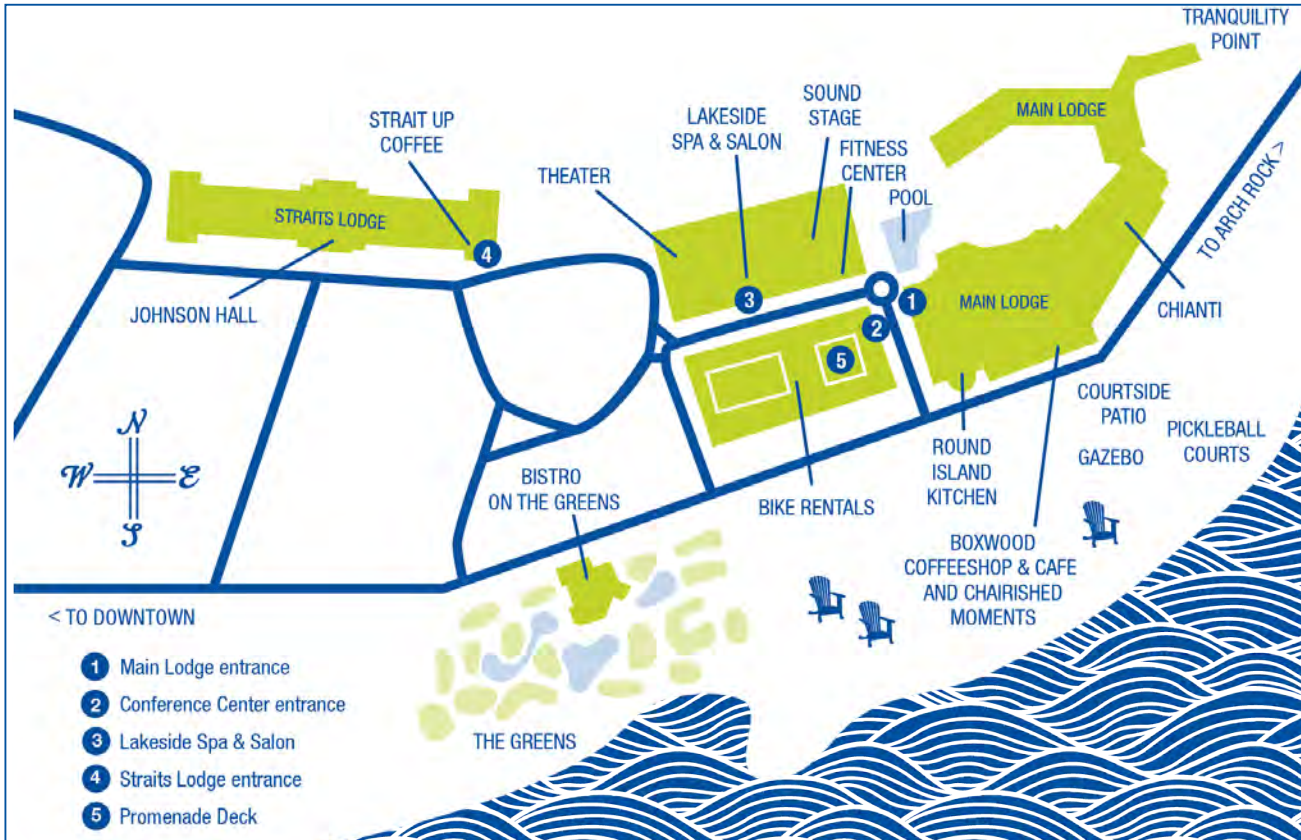 TRANQUILITY
POINT
MAIN LODGE
SOUND
STAGE
LAKESIDE
SPA & SALON
STRAIT UP
COFFEE
FITNESS
CENTER
THEATER
POOL
TO ARCH ROCK >
STRAITS LODGE
4
3
1
MAIN LODGE
JOHNSON HALL
CHIANTI
2
5
COURTSIDE
PATIO
PICKLEBALL
COURTS
GAZEBO
N
W E
S
BISTRO
ON THE GREENS
BIKE RENTALS
ROUND
ISLAND
KITCHEN
BOXWOOD
COFFEESHOP & CAFE
AND CHAIRISHED
MOMENTS
< TO DOWNTOWN
1 Main Lodge entrance
2 Conference Center entrance
3 Lakeside Spa & Salon
4 Straits Lodge entrance
5 Promenade Deck
THE GREENS